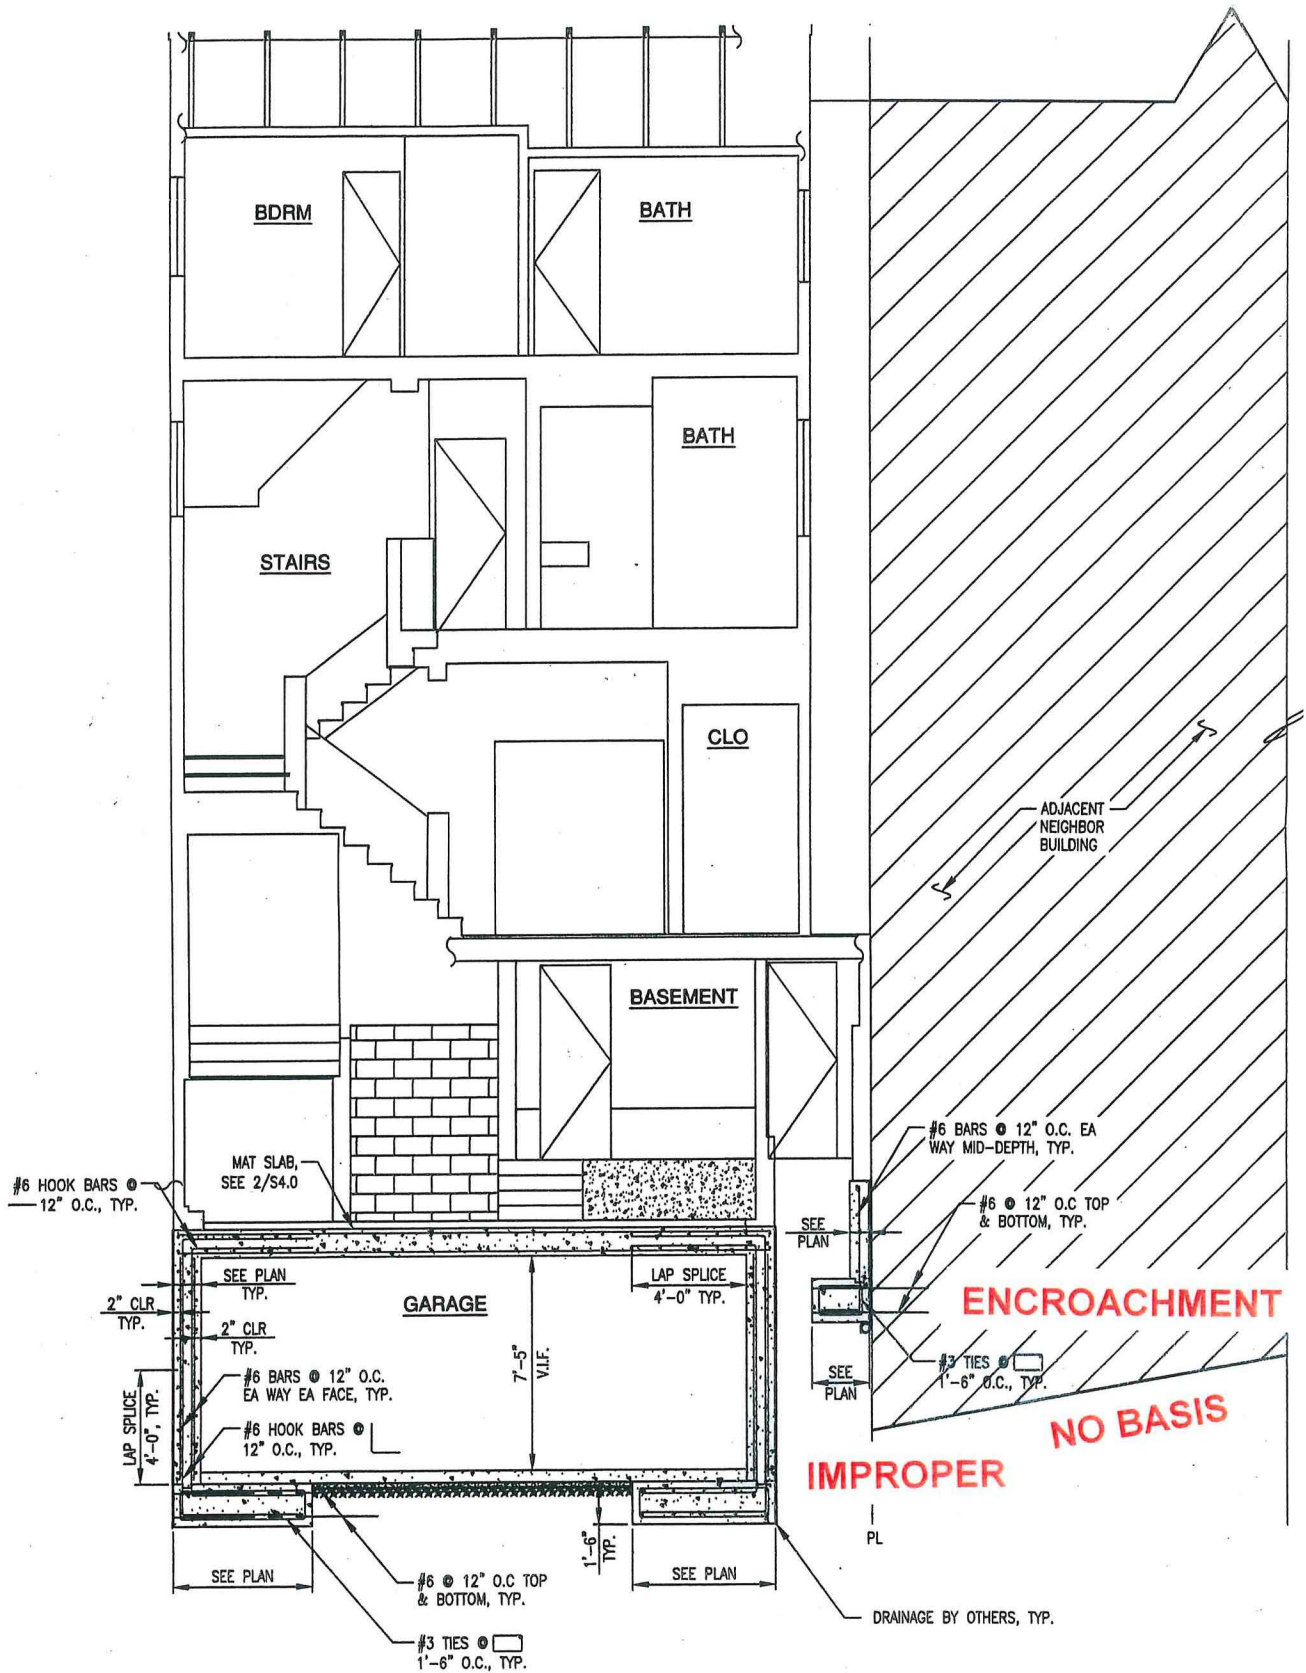 BDRM
BATH
BATH
STAIRS
CLO
ADJACENT
NEIGHBOR
BUILDING
BASEMENT
#6 BARS @ 12" O.C. EA
WAY MID-DEPTH, TYP.
MAT SLAB,
SEE 2/S4.0
#6 HOOK BARS @
12" O.C., TYP.
#6 @ 12" O.C TOP
& BOTTOM, TYP.
SEE
PLAN
SEE PLAN
TYP.
LAP SPLICE
4'-0" TYP.
2" CLR
TYP.
GARAGE
ENCROACHMENT
2" CLR
TYP.
7'-5"
V.I.F.
#3 TIES @
1'-6" O.C., TYP.
SEE
PLAN
#6 BARS @ 12" O.C.
EA WAY EA FACE, TYP.
LAP SPLICE
4'-0", TYP.
#6 HOOK BARS @
12" O.C., TYP.
NO BASIS
IMPROPER
PL
1'-6"
TYP.
SEE PLAN
SEE PLAN
#6 @ 12" O.C TOP
& BOTTOM, TYP.
DRAINAGE BY OTHERS, TYP.
#3 TIES @
1'-6" O.C., TYP.